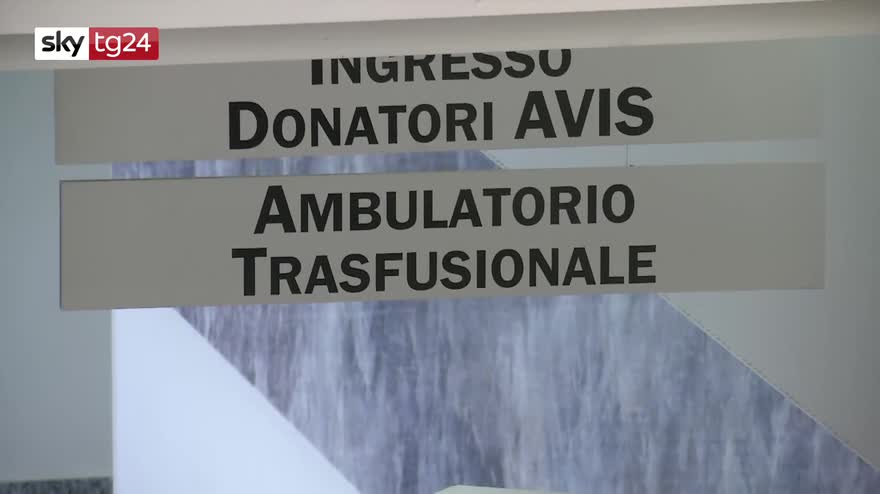 sky tg24
INGRESSO
DONATORI AVIS
AMBULATORIO
TRASFUSIONALE